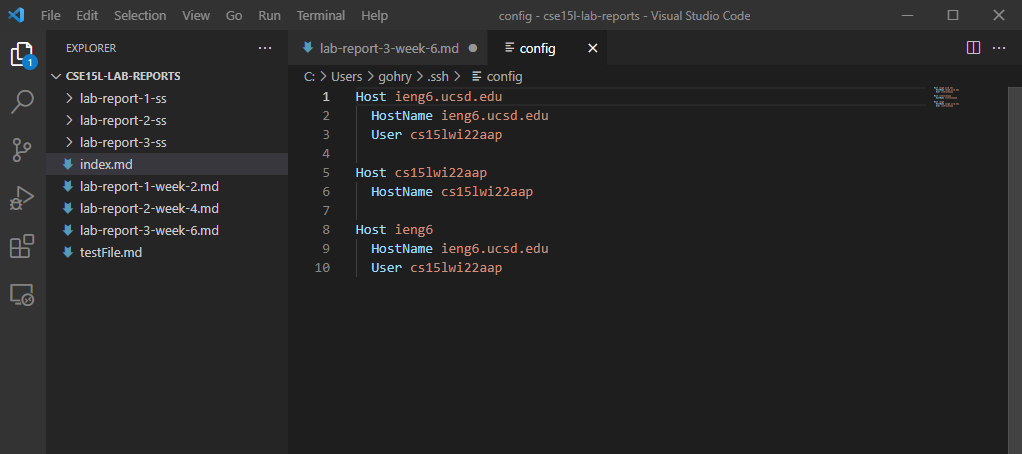 File Edit Selection View Go Run Terminal Help config - cse15l-lab-reports - Visual Studio Code
EXPLORER ...
1
CSE15L-LAB-REPORTS
lab-report-1-ss
lab-report-2-ss
lab-report-3-ss
index.md
lab-report-1-week-2.md
lab-report-2-week-4.md
lab-report-3-week-6.md
testFile.md
lab-report-3-week-6.md config
C: > Users > gohry > .ssh > config
1 Host ieng6.ucsd.edu
2 HostName ieng6.ucsd.edu
3 User cs15lwi22aap
4
5 Host cs15lwi22aap
6 HostName cs15lwi22aap
7
8 Host ieng6
9 HostName ieng6.ucsd.edu
10 User cs15lwi22aap